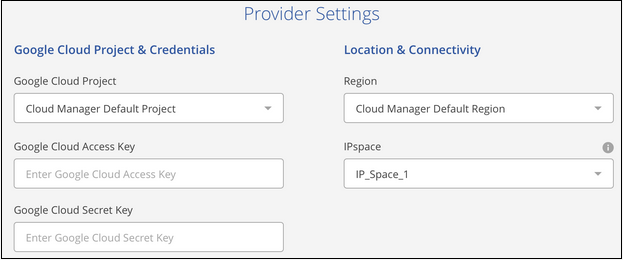 Provider Settings
Google Cloud Project & Credentials
Google Cloud Project
Cloud Manager Default Project
Google Cloud Access Key
Enter Google Cloud Access Key
Google Cloud Secret Key
Enter Google Cloud Secret Key
Location & Connectivity
Region
Cloud Manager Default Region
IPspace
i
IP_Space_1